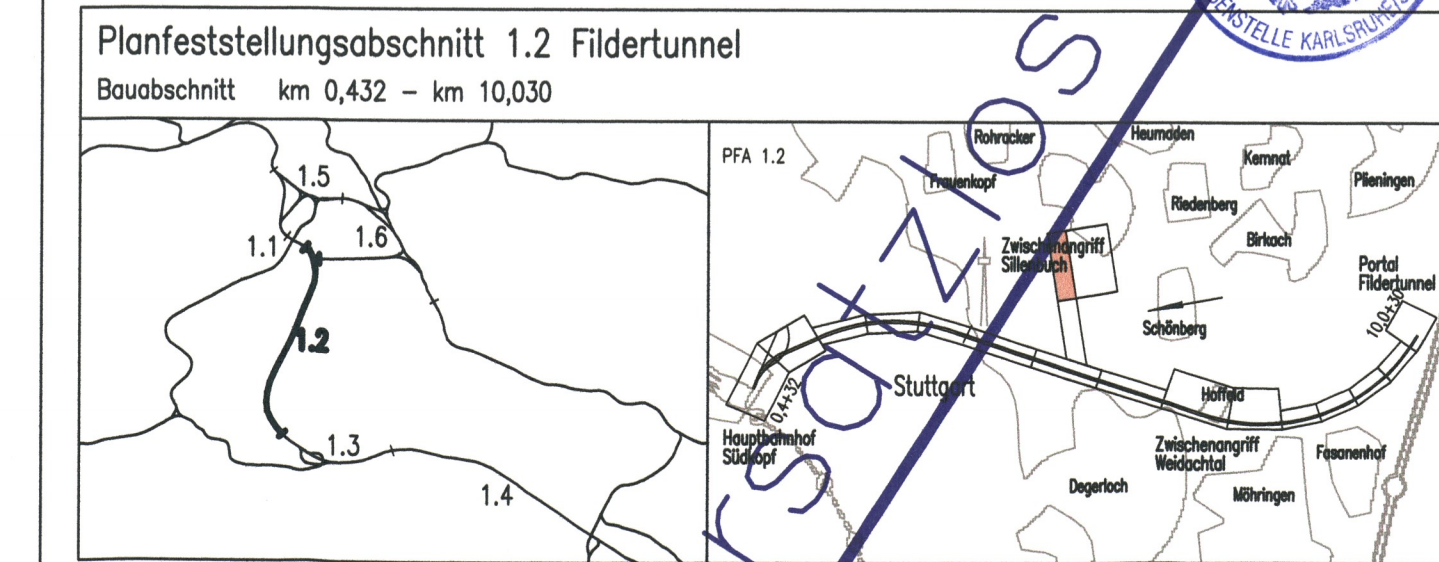 Planfeststellungsabschnitt 1.2 Fildertunnel
Bauabschnitt km 0,432 – km 10,030
ENSTELLE KARLSRUHE
1.5
1.1
1.6
1.2
1.3
1.4
PFA 1.2
Rohracker
Heumaden
Kemnat
Frauenkopf
Plieningen
Riedenberg
Birkach
Zwischenangriff
Sillenbuch
Portal
Fildertunnel
10,0+30
Schönberg
Stuttgart
Hoffeld
0,4+32
Hauptbahnhof
Südkopf
Zwischenangriff
Weidachtal
Fasanenhof
Degerloch
Möhringen
rsatzlos